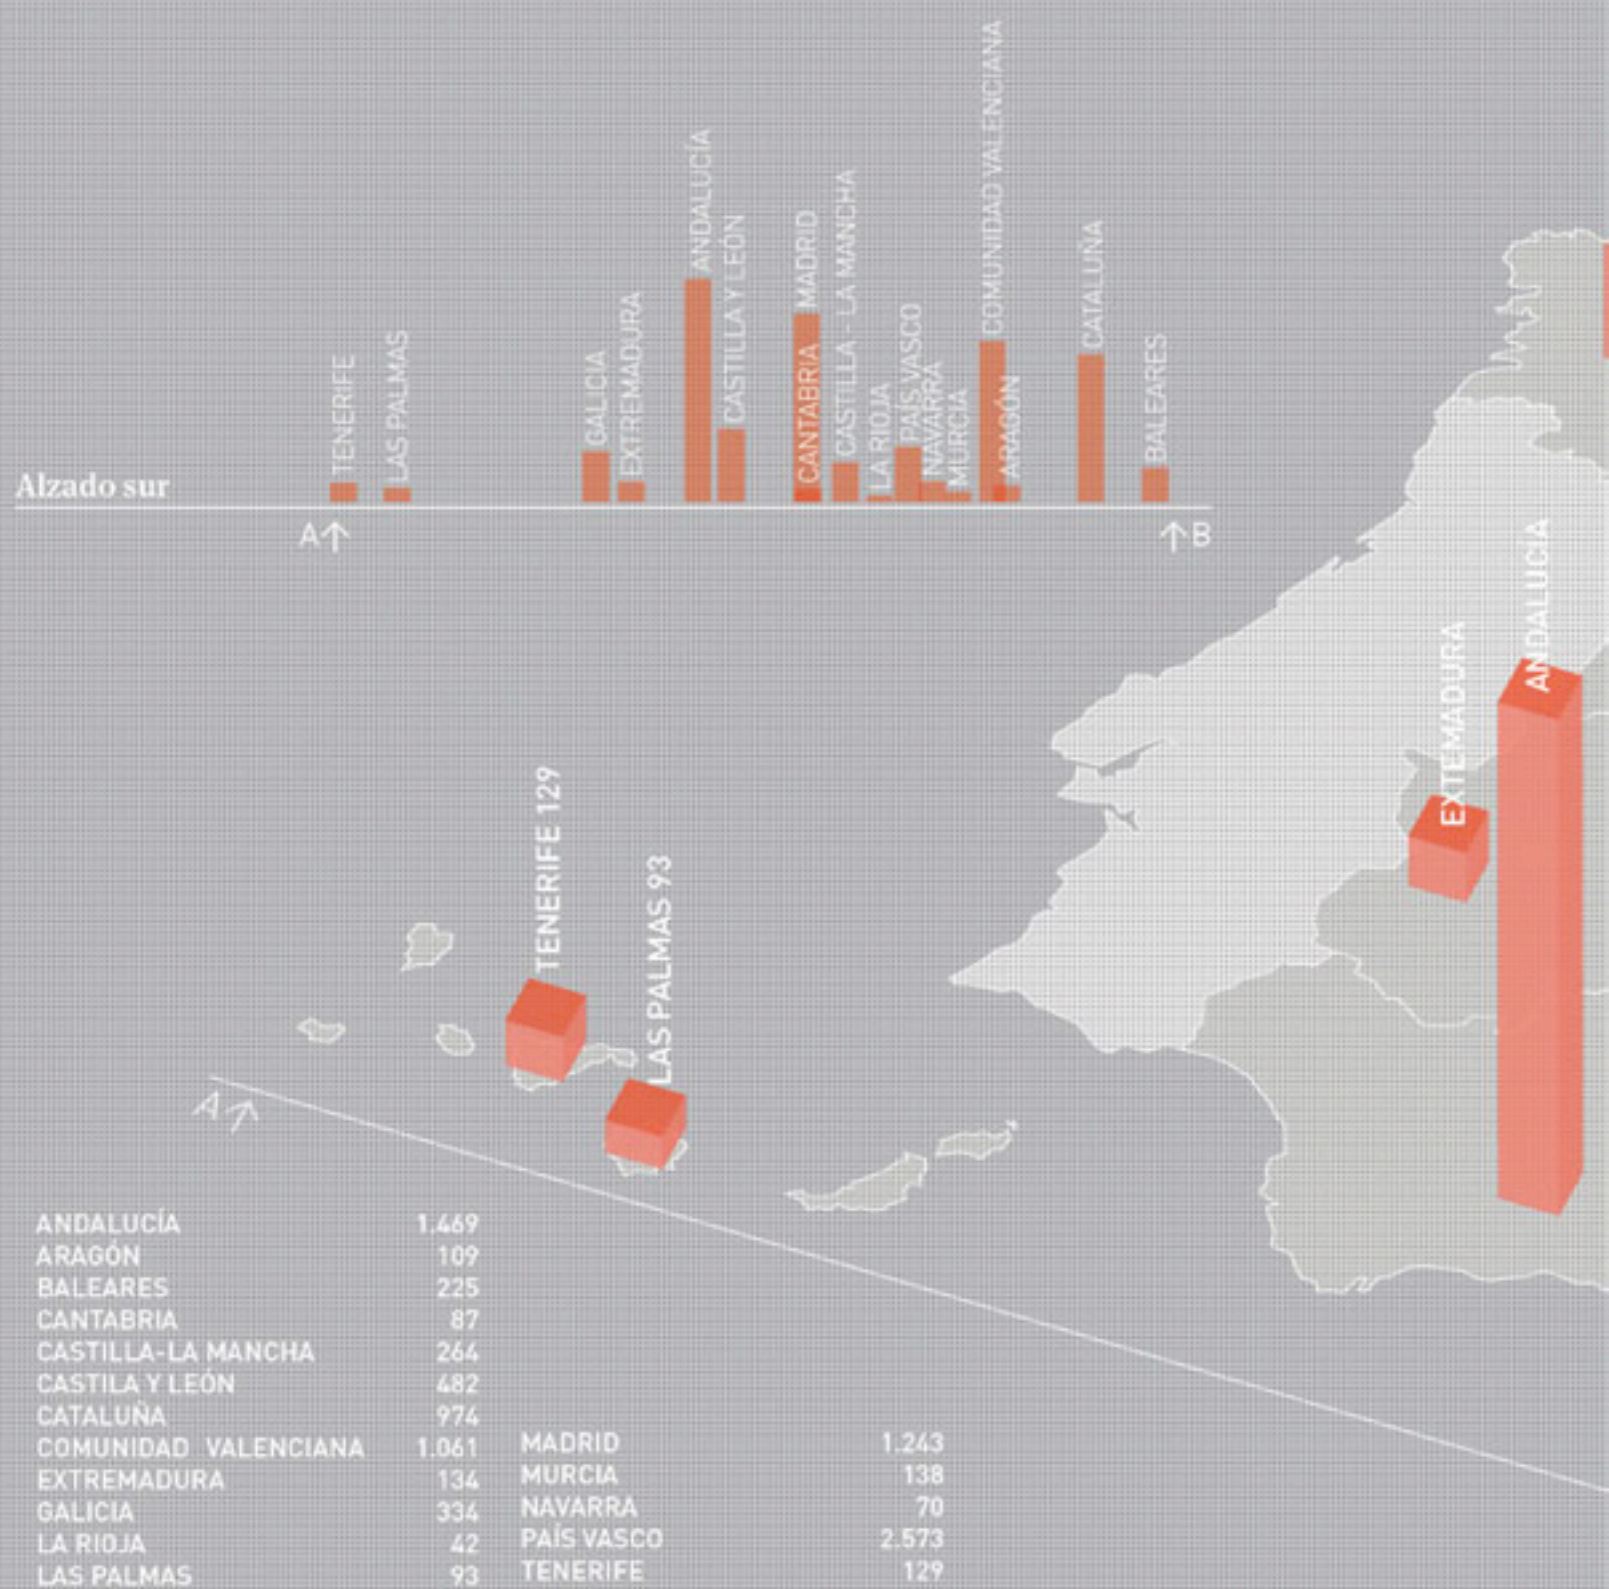 TENERIFE
LAS PALMAS
GALICIA
EXTREMADURA
ANDALUCÍA
CASTILLA Y LEÓN
MADRID
CANTABRIA
CASTILLA - LA MANCHA
LA RIOJA
PAÍS VASCO
NAVARRA
MURCIA
COMUNIDAD VALENCIANA
ARAGÓN
CATALUÑA
BALEARES
Alzado sur
A
B
ANDALUCÍA
EXTEMADURA
TENERIFE 129
LAS PALMAS 93
A
ANDALUCÍA 1.469
ARAGÓN 109
BALEARES 225
CANTABRIA 87
CASTILLA-LA MANCHA 264
CASTILA Y LEÓN 482
CATALUÑA 974
COMUNIDAD VALENCIANA 1.061
EXTREMADURA 134
GALICIA 334
LA RIOJA 42
LAS PALMAS 93
MADRID 1.243
MURCIA 138
NAVARRA 70
PAÍS VASCO 2.573
TENERIFE 129